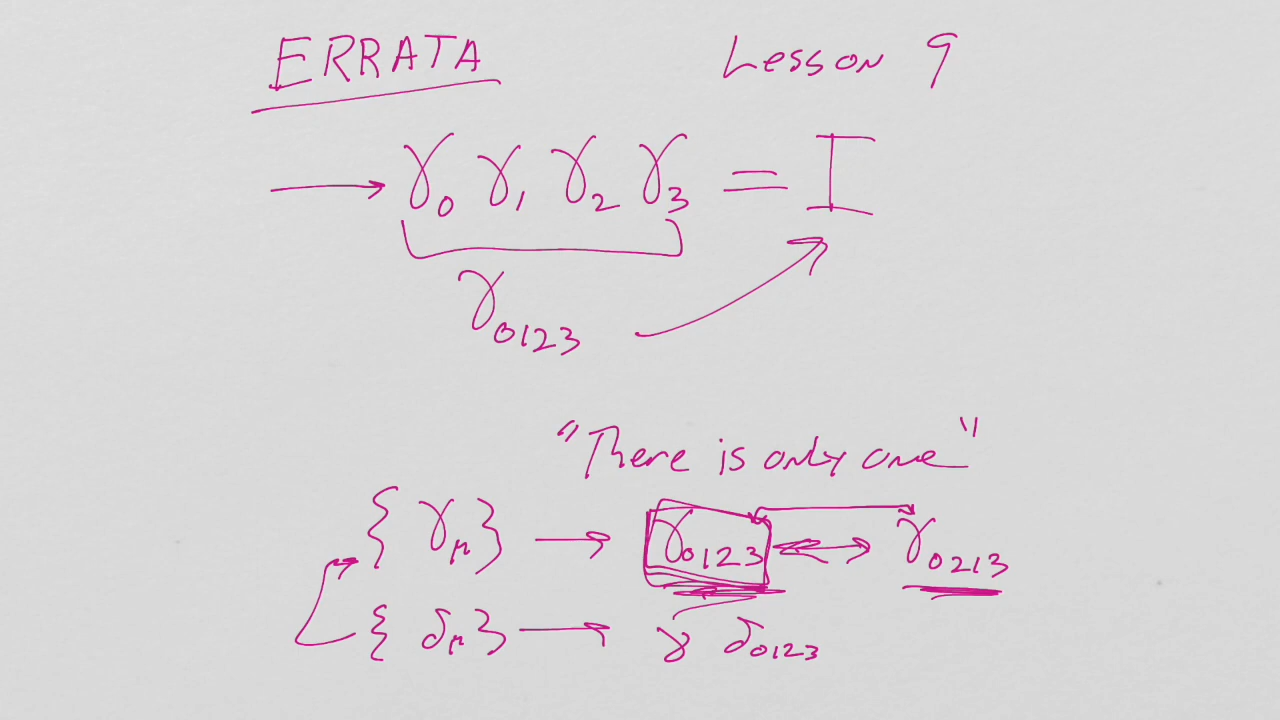 ERRATA Lesson 9
→ γ₀ γ₁ γ₂ γ₃ = I
γ₀₁₂₃
"There is only one"
{ γμ } → γ₀₁₂₃ ↔ γ₀₂₁₃
{ δμ } → γ δ₀₁₂₃